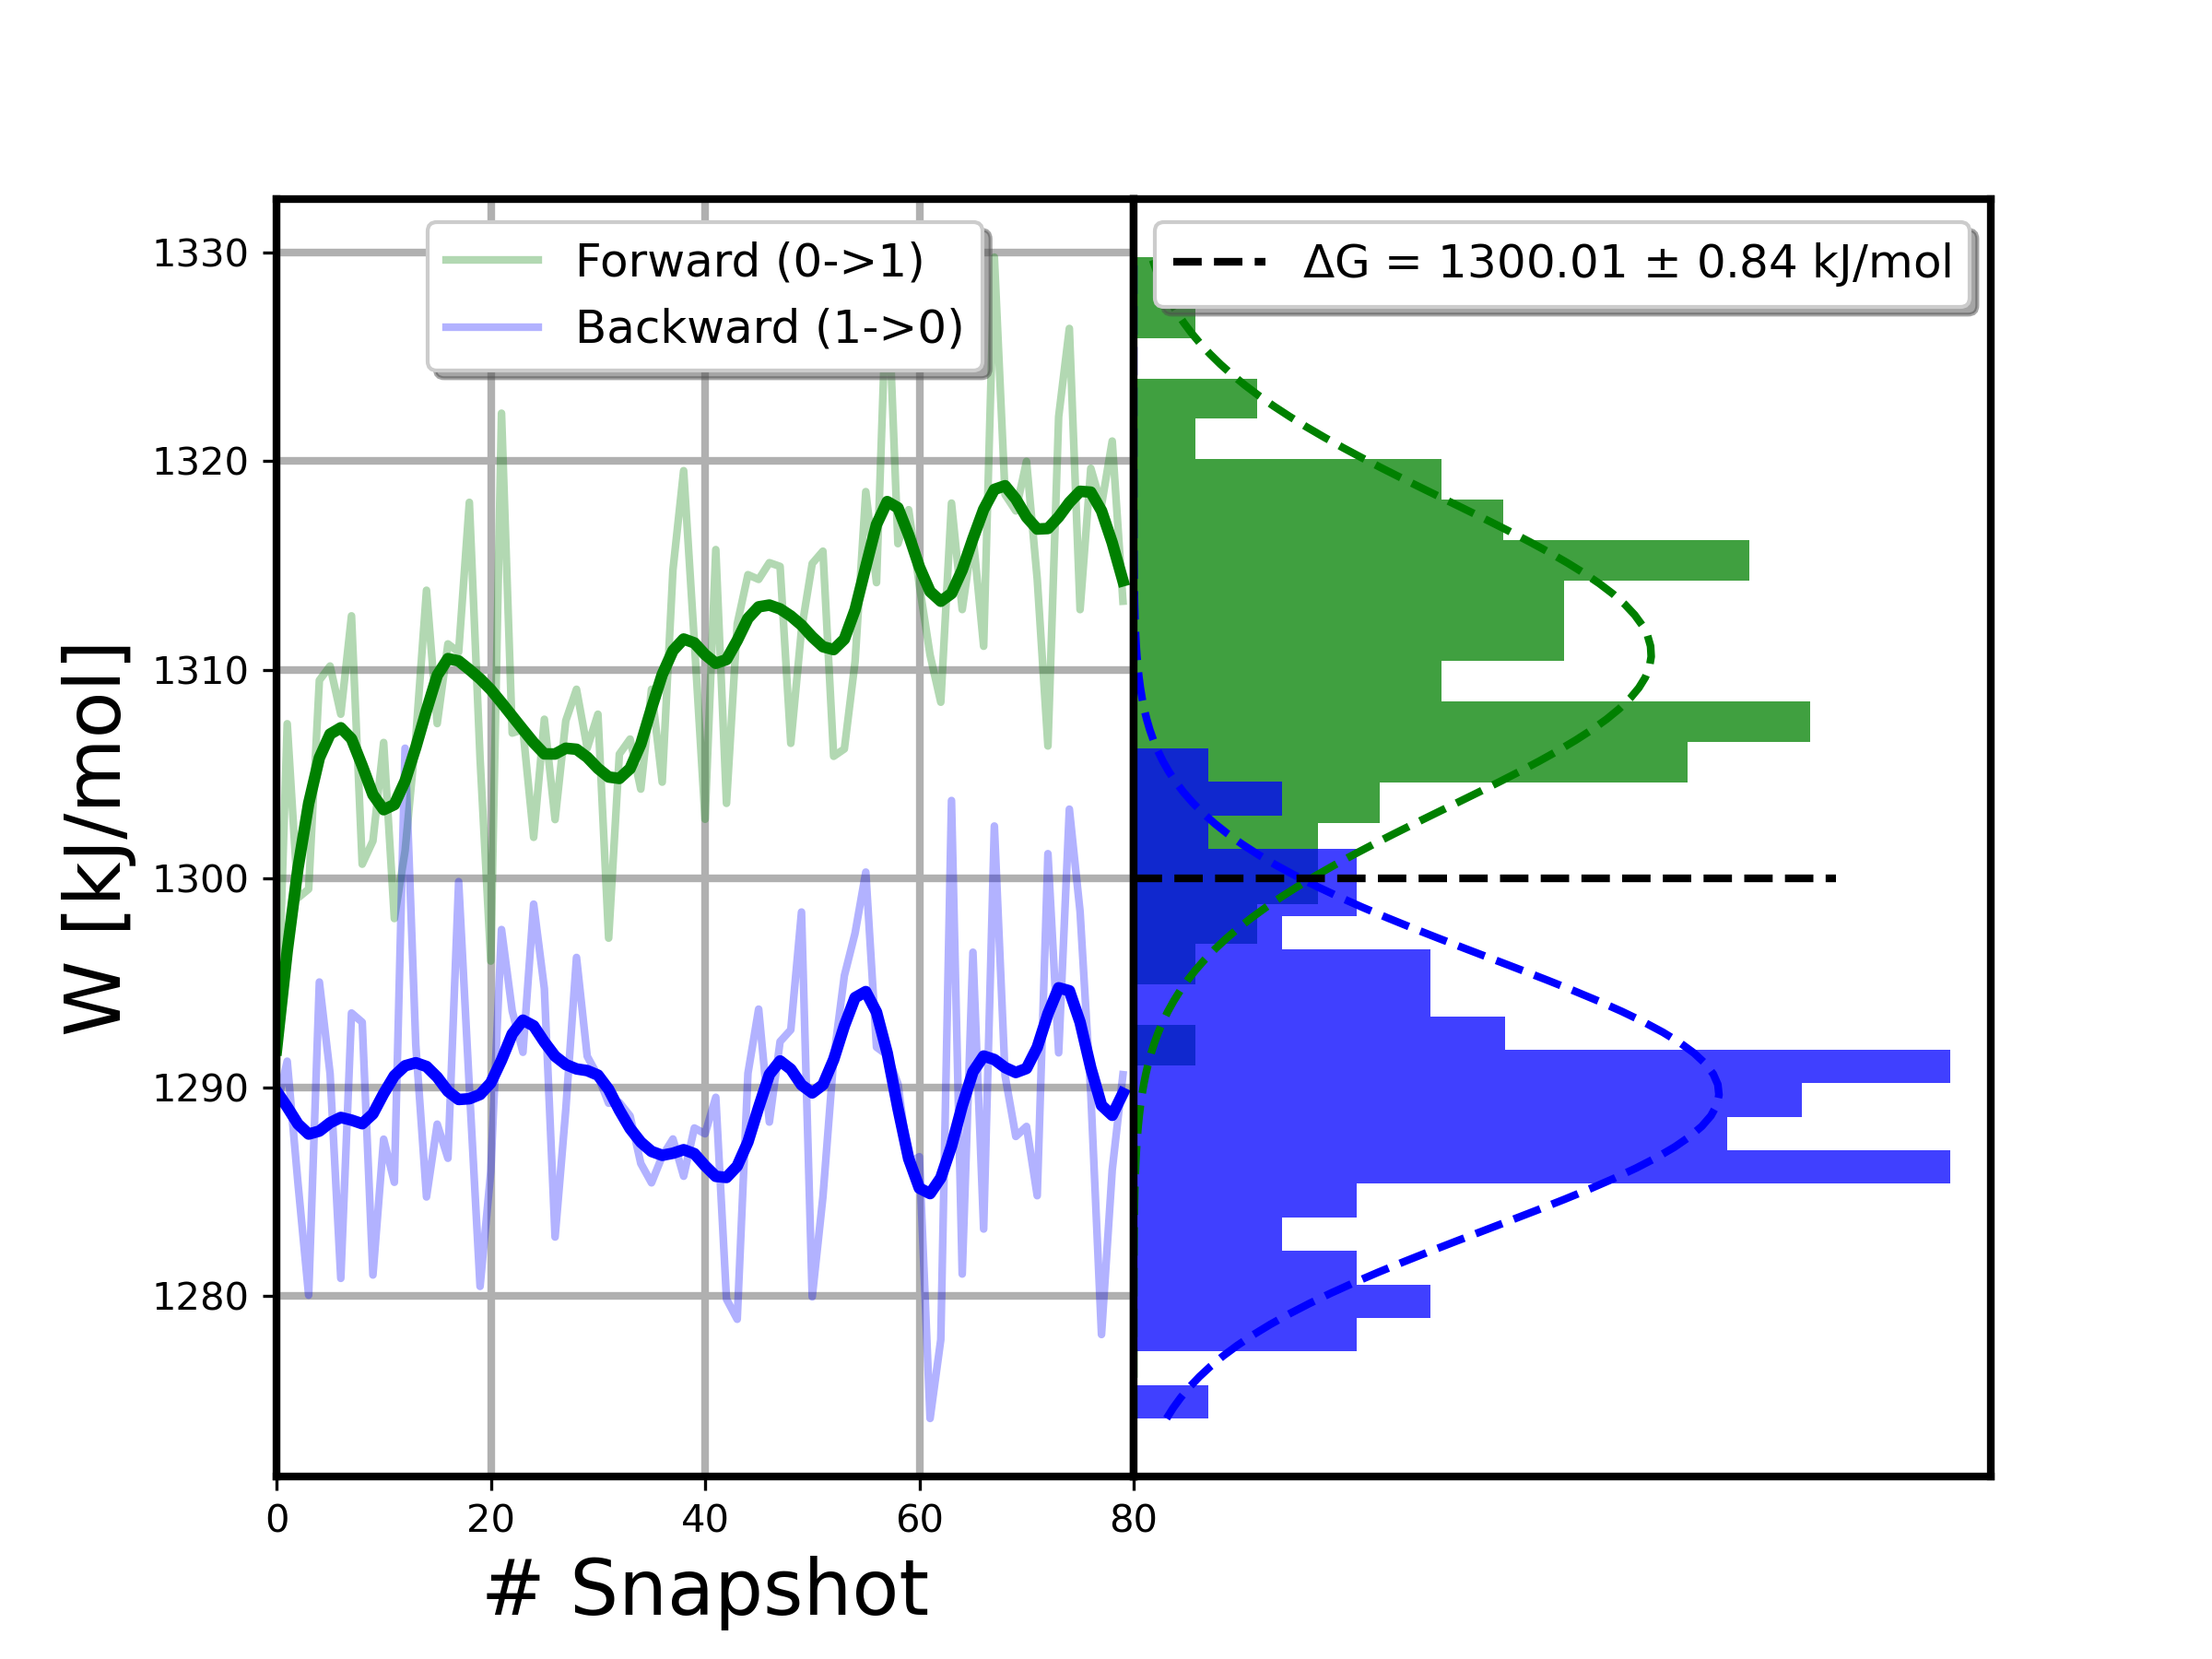 Forward (0->1)
Backward (1->0)
ΔG = 1300.01 ± 0.84 kJ/mol
W [kJ/mol]
1330
1320
1310
1300
1290
1280
0 20 40 60 80
# Snapshot